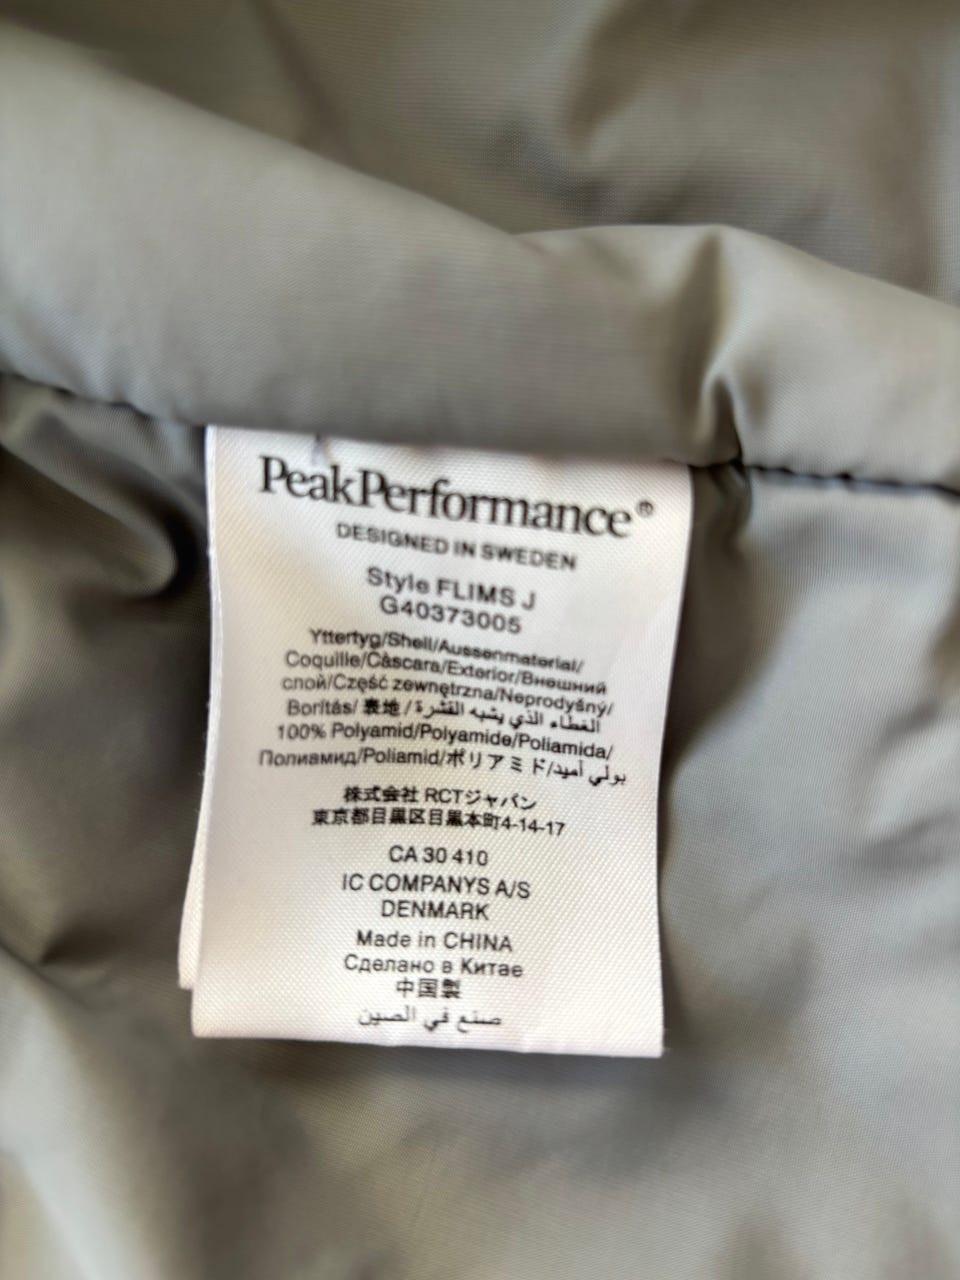 PeakPerformance®
DESIGNED IN SWEDEN
Style FLIMS J
G40373005
Yttertyg/Shell/Aussenmaterial/
Coquille/Càscara/Exterior/Внешний
слой/Część zewnętrzna/Neprodyšný/
Borítás/ 表地 / الغطاء الذي يشبه القشرة
100% Polyamid/Polyamide/Poliamida/
Полиамид/Poliamid/ポリアミド/بولي أميد
株式会社 RCTジャパン
東京都目黒区目黒本町4-14-17
CA 30 410
IC COMPANYS A/S
DENMARK
Made in CHINA
Сделано в Китае
中国製
صنع في الصين